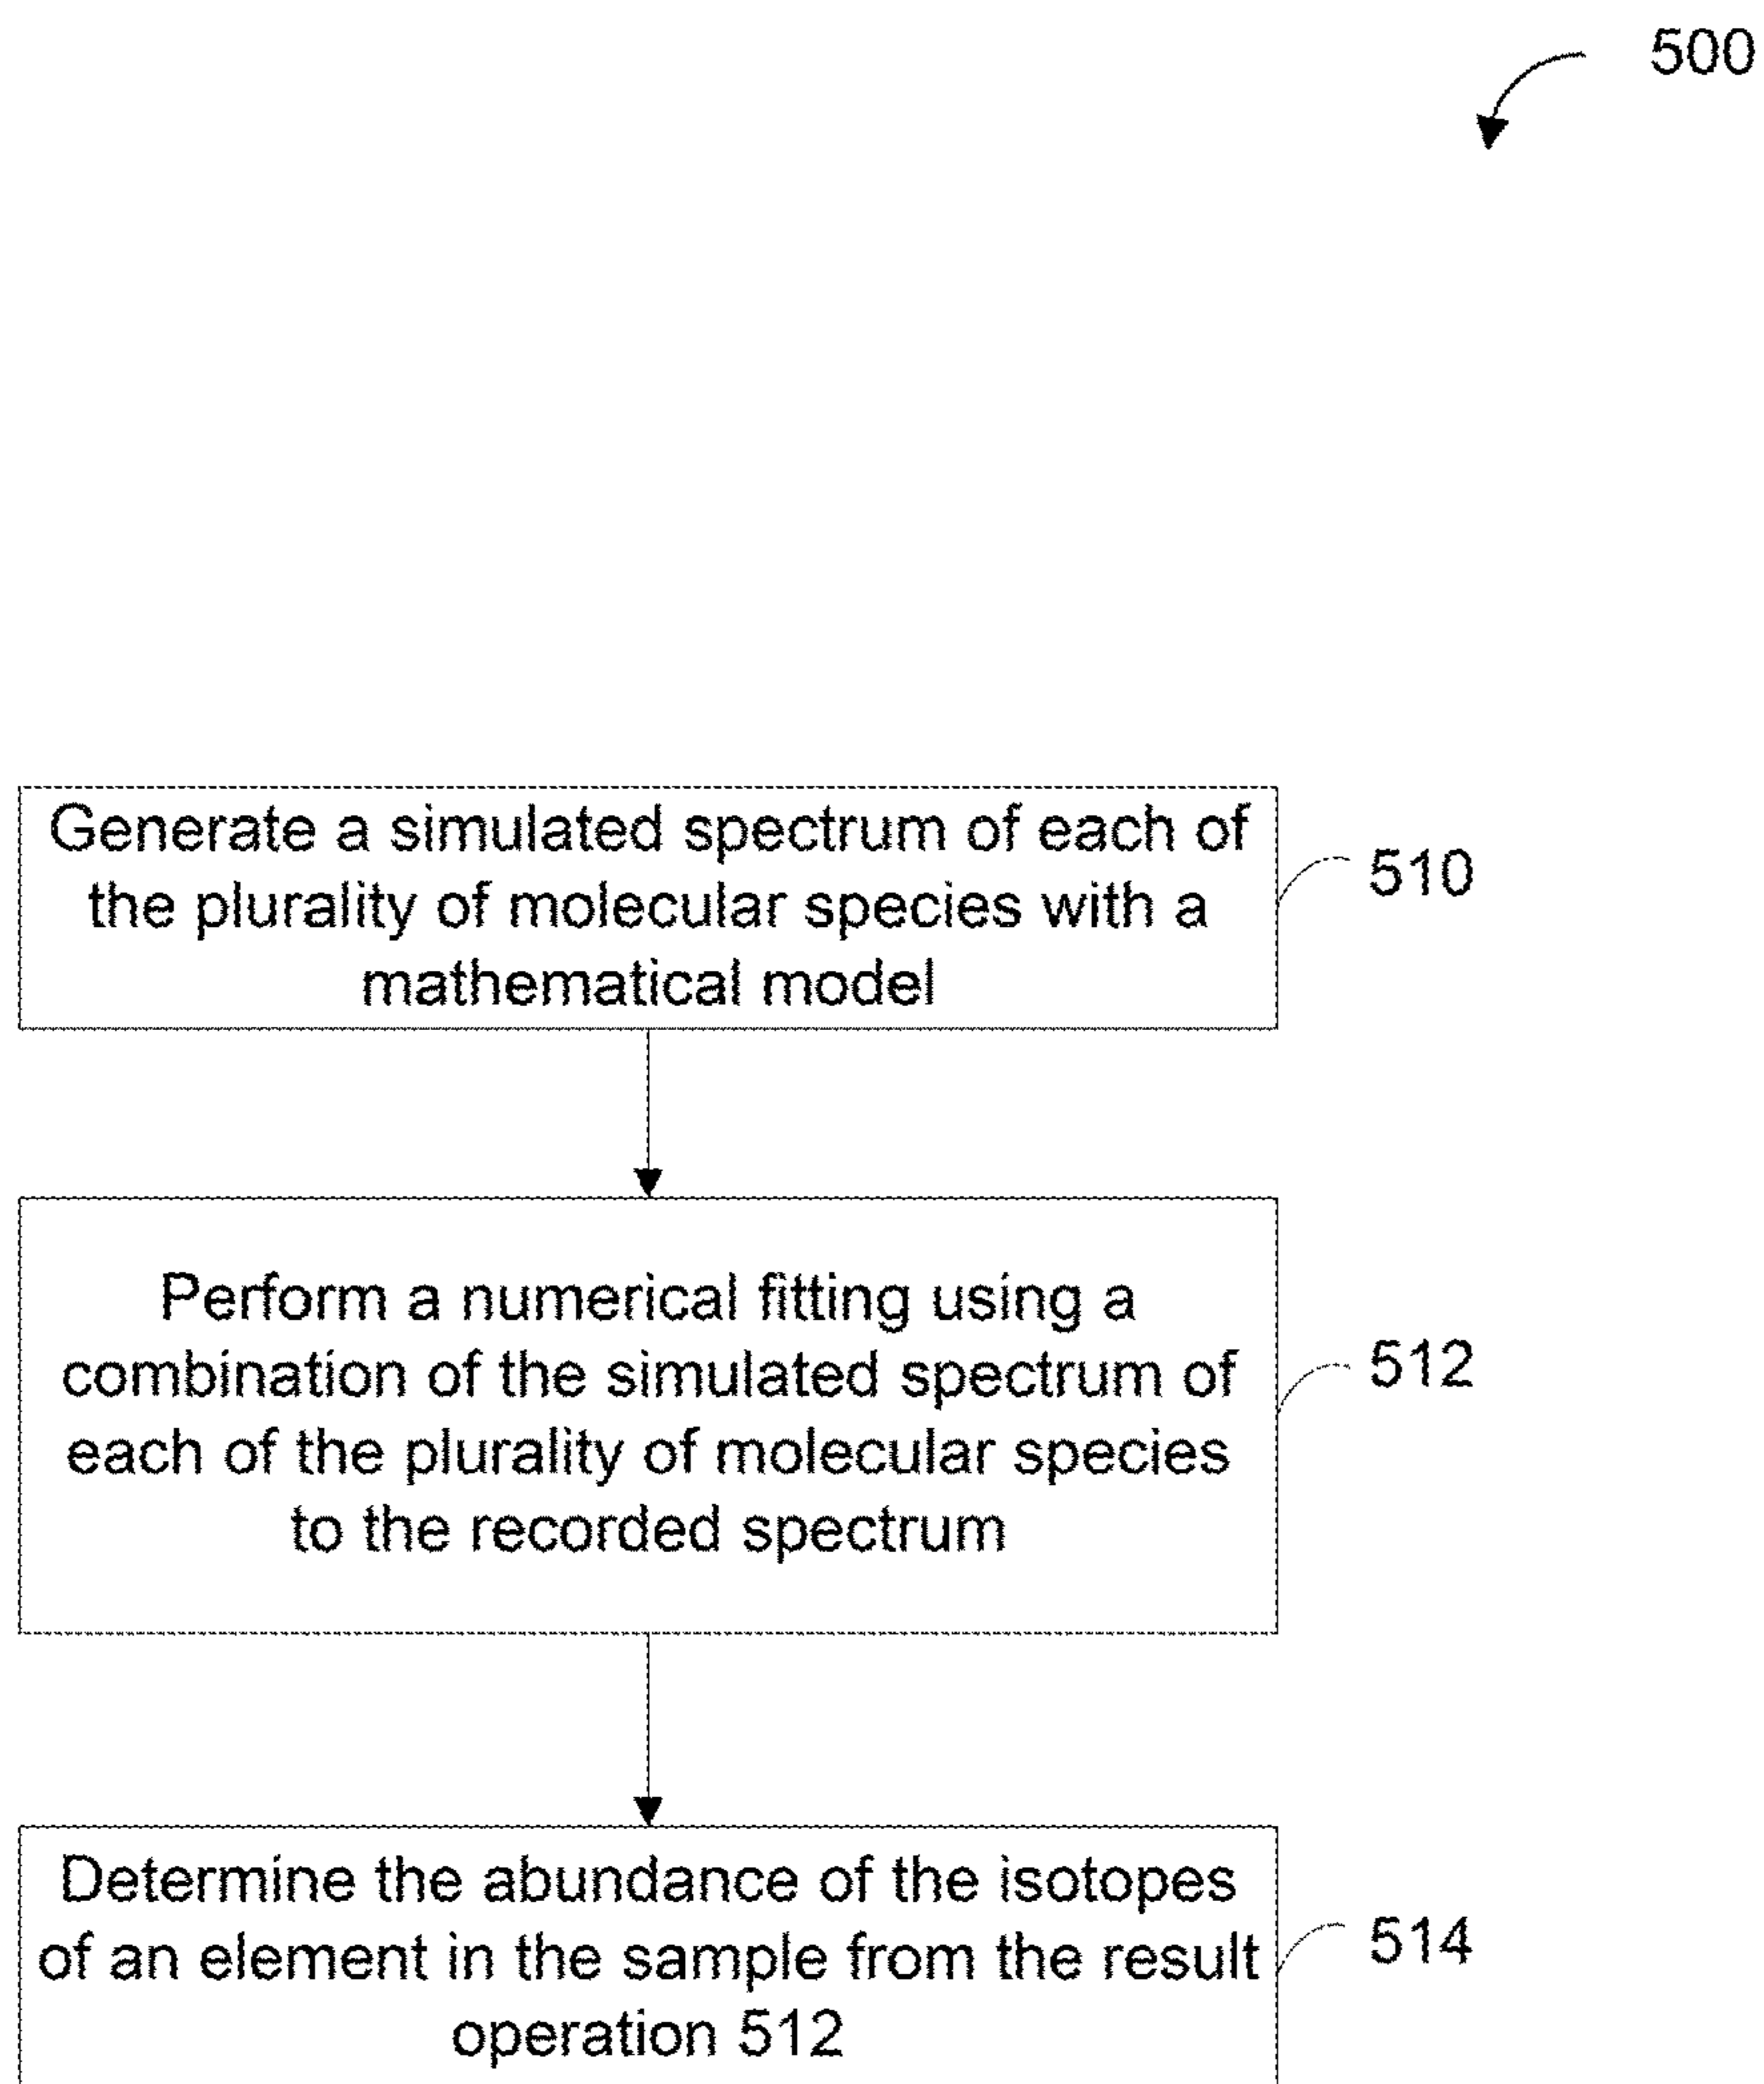 500
Generate a simulated spectrum of each of
the plurality of molecular species with a
mathematical model
510
Perform a numerical fitting using a
combination of the simulated spectrum of
each of the plurality of molecular species
to the recorded spectrum
512
Determine the abundance of the isotopes
of an element in the sample from the result
operation 512
514